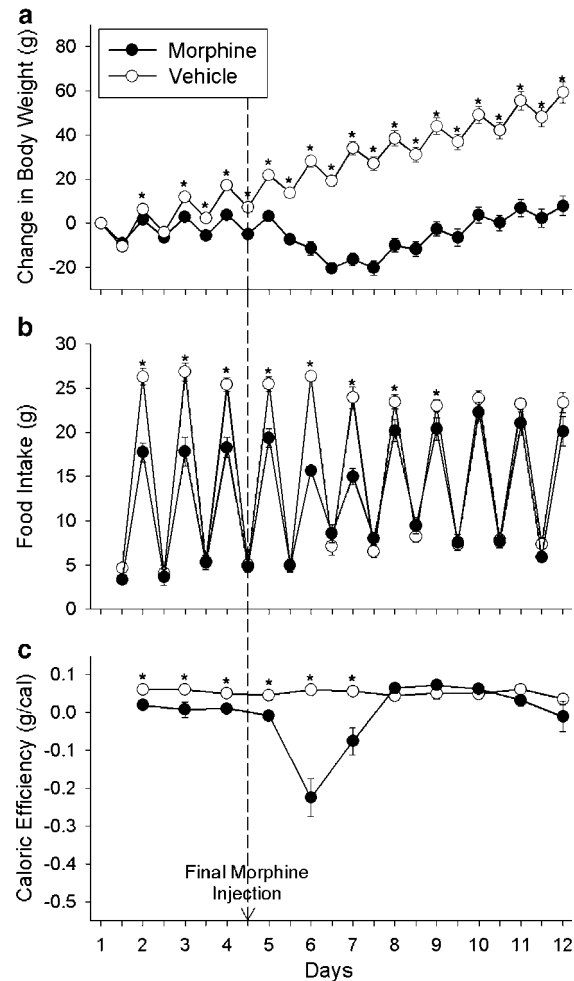 a
Morphine
Vehicle
Change in Body Weight (g)
80
60
40
20
0
-20
* * * * * * * * * * * * * * * * * * * *
b
Food Intake (g)
30
25
20
15
10
5
0
* * * * * * * *
c
Caloric Efficiency (g/cal)
0.1
0.0
-0.1
-0.2
-0.3
-0.4
-0.5
* * * * * *
Final Morphine
Injection
1 2 3 4 5 6 7 8 9 10 11 12
Days